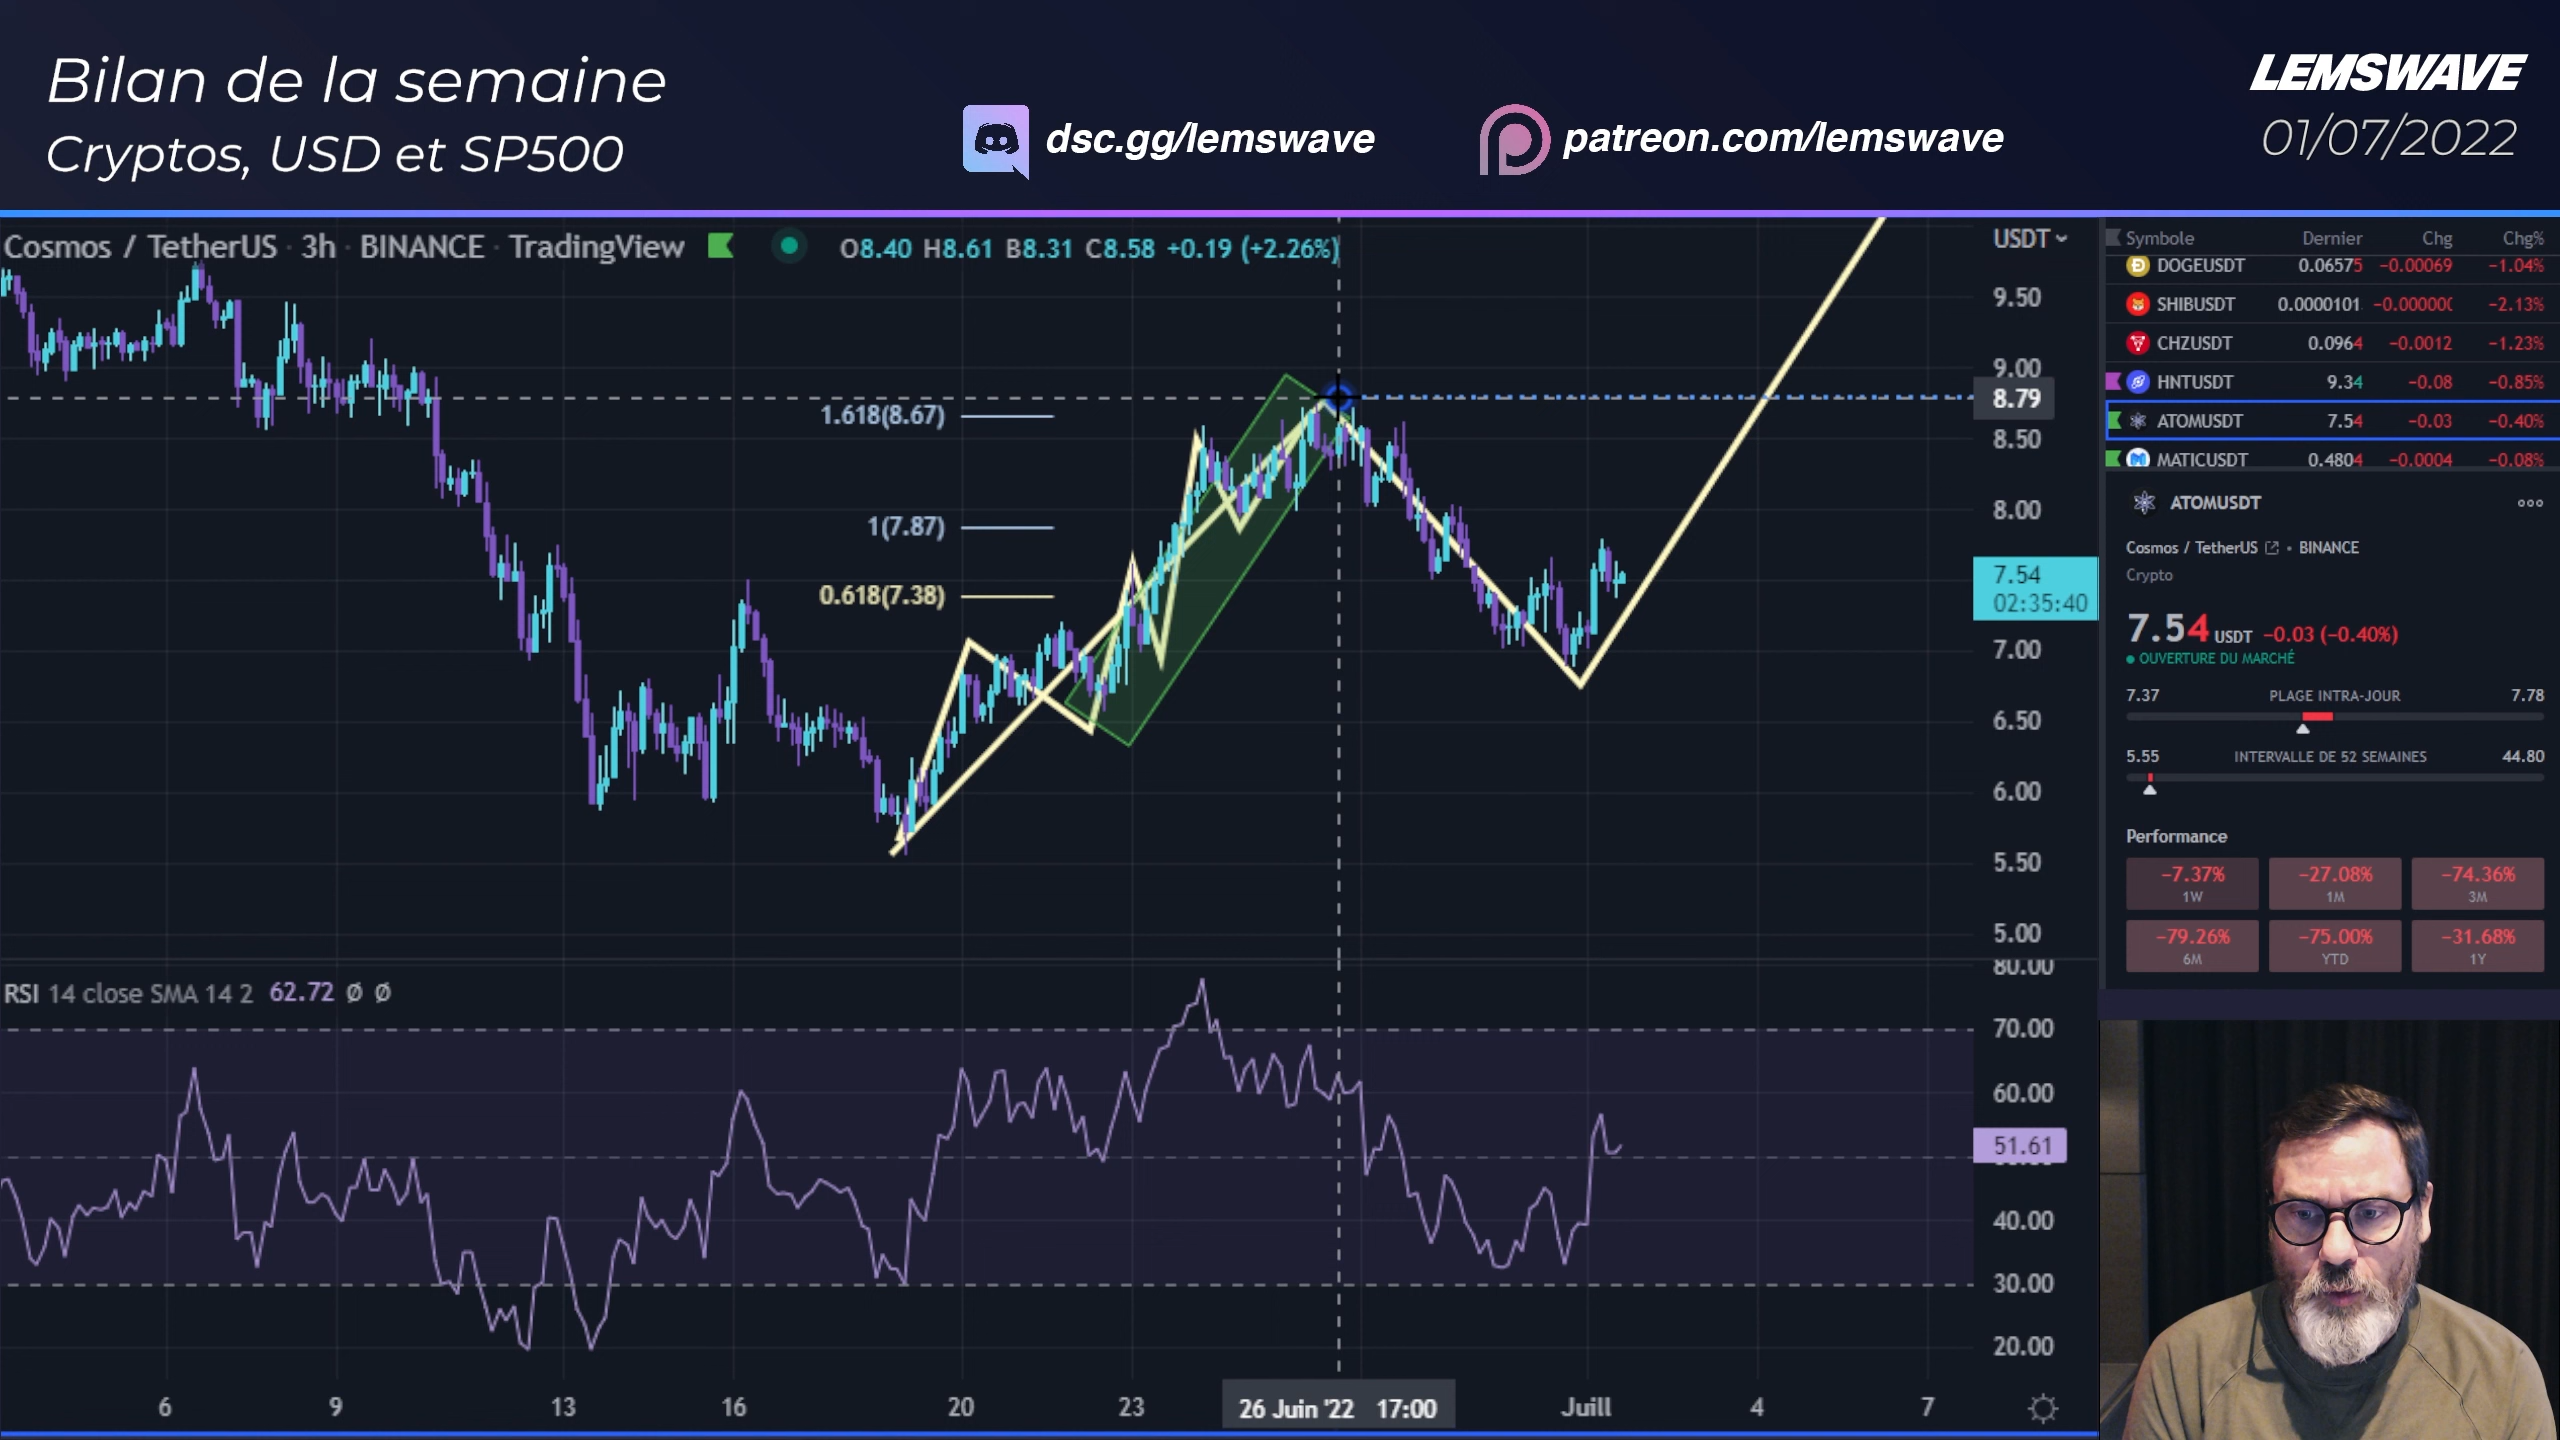 Bilan de la semaine
Cryptos, USD et SP500
dsc.gg/lemswave
patreon.com/lemswave
LEMSWAVE
01/07/2022
Cosmos / TetherUS · 3h · BINANCE · TradingView
O8.40 H8.61 B8.31 C8.58 +0.19 (+2.26%)
1.618(8.67)
1(7.87)
0.618(7.38)
USDT
9.50
9.00
8.79
8.50
8.00
7.54
02:35:40
7.00
6.50
6.00
5.50
5.00
RSI 14 close SMA 14 2 62.72 Ø Ø
80.00
70.00
60.00
51.61
40.00
30.00
20.00
6 9 13 16 20 23 26 Juin '22 17:00 Juill 4 7
Symbole Dernier Chg Chg%
DOGEUSDT 0.06575 −0.00069 −1.04%
SHIBUSDT 0.0000101 −2.13%
CHZUSDT 0.0964 −0.0012 −1.23%
HNTUSDT 9.34 −0.08 −0.85%
ATOMUSDT 7.54 −0.03 −0.40%
MATICUSDT 0.4804 −0.0004 −0.08%
ATOMUSDT
Cosmos / TetherUS • BINANCE
Crypto
7.54 USDT −0.03 (−0.40%)
OUVERTURE DU MARCHÉ
7.37 PLAGE INTRA-JOUR 7.78
5.55 INTERVALLE DE 52 SEMAINES 44.80
Performance
−7.37% −27.08% −74.36%
1W 1M 3M
−79.26% −75.00% −31.68%
6M YTD 1Y